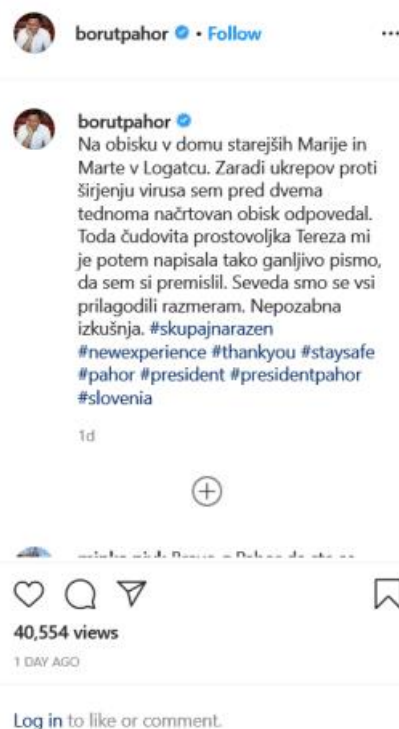 borutpahor • Follow
borutpahor
Na obisku v domu starejših Marije in
Marte v Logatcu. Zaradi ukrepov proti
širjenju virusa sem pred dvema
tednoma načrtovan obisk odpovedal.
Toda čudovita prostovoljka Tereza mi
je potem napisala tako ganljivo pismo,
da sem si premislil. Seveda smo se vsi
prilagodili razmeram. Nepozabna
izkušnja. #skupajnarazen
#newexperience #thankyou #staysafe
#pahor #president #presidentpahor
#slovenia
1d
40,554 views
1 DAY AGO
Log in to like or comment.